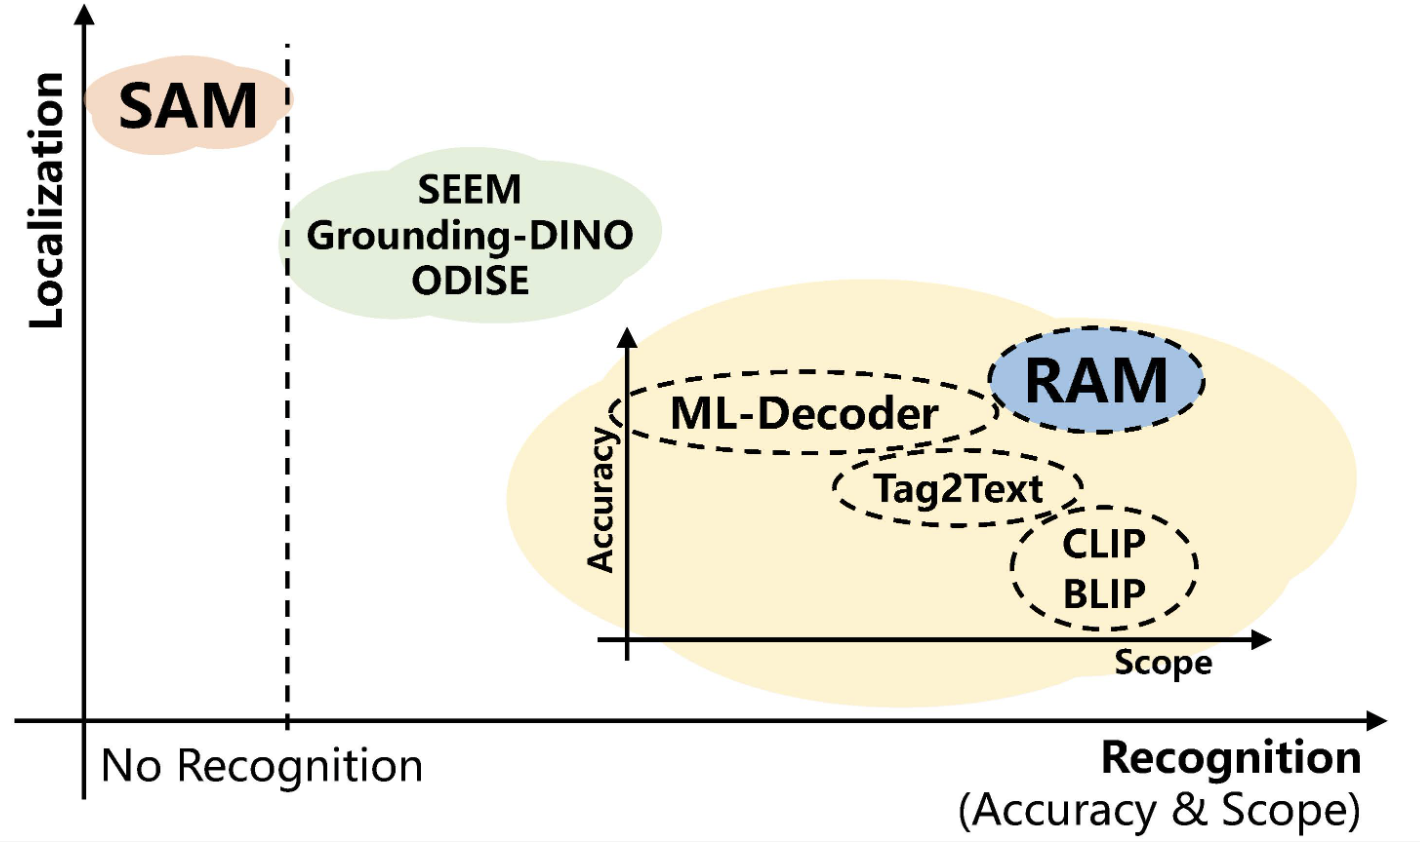 Localization
SAM
SEEM
Grounding-DINO
ODISE
Accuracy
ML-Decoder
RAM
Tag2Text
CLIP
BLIP
Scope
No Recognition
Recognition
(Accuracy & Scope)